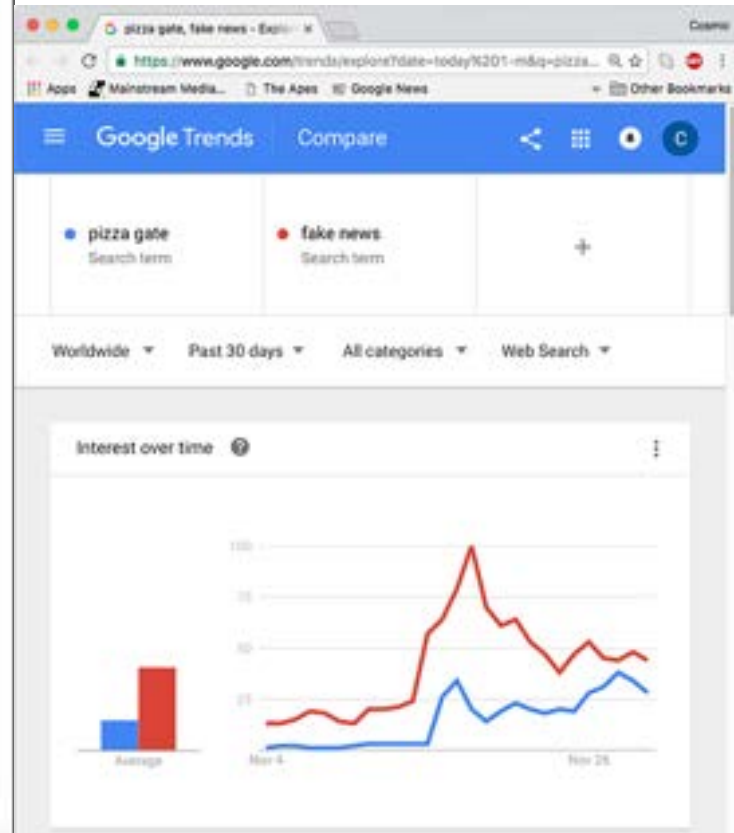 pizza gate, fake news - Explo
Cosmo
https://www.google.com/trends/explore?date=today%201-m&q=pizza...
Apps Mainstream Media... The Apes Google News Other Bookmarks
Google Trends Compare
C
pizza gate
Search term
fake news
Search term
+
Worldwide Past 30 days All categories Web Search
Interest over time ?
100
75
50
25
Average Nov 4 Nov 26